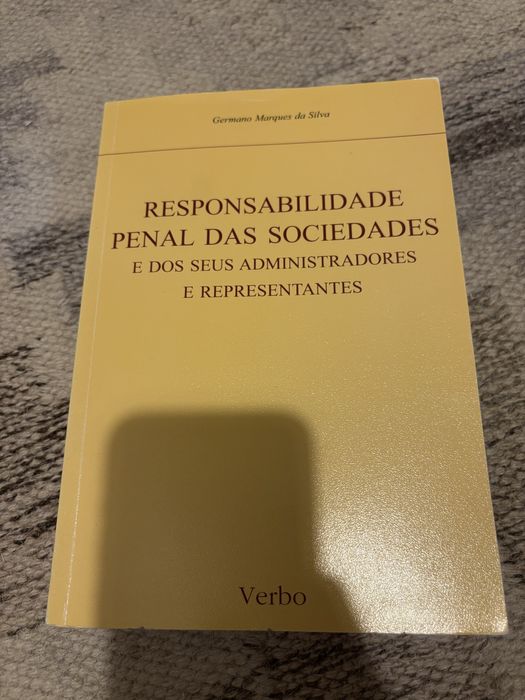 Germano Marques da Silva
RESPONSABILIDADE
PENAL DAS SOCIEDADES
E DOS SEUS ADMINISTRADORES
E REPRESENTANTES
Verbo